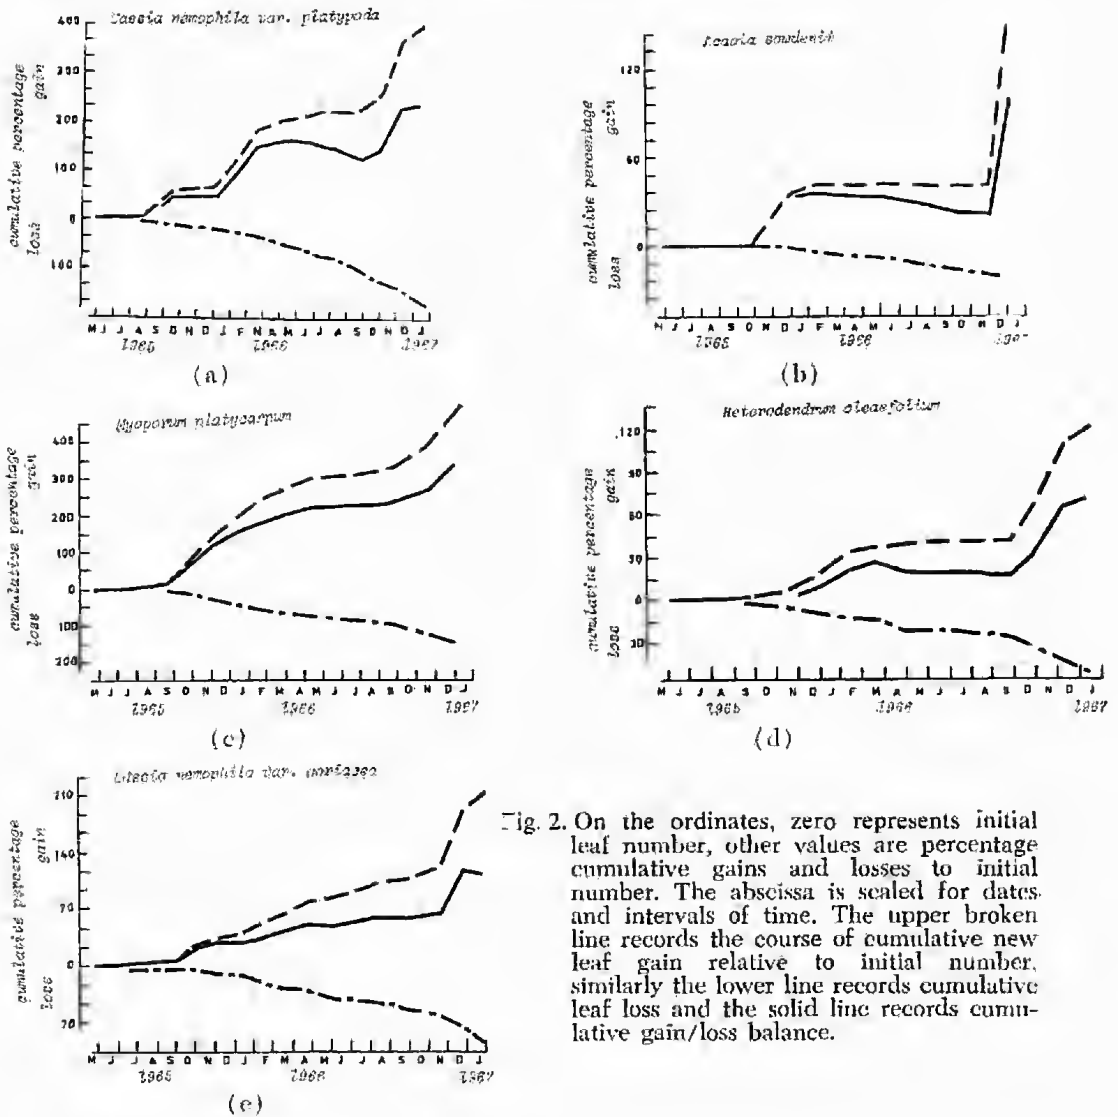 400
Cassia nemophila var. platypoda
300
200
100
0
100
cumulative percentage
gain
loss
M J J A S O N D J F M A M J J A S O N D J
1965 1966 1967
(a)
Acacia sowdenii
120
60
0
cumulative percentage
gain
loss
M J J A S O N D J F M A M J J A S O N D J
1965 1966
(b)
Myoporum platycarpum
400
300
200
100
0
100
200
cumulative percentage
gain
loss
M J J A S O N D J F M A M J J A S O N D J
1965 1966 1967
(c)
Heterodendrum oleaefolium
120
90
60
30
0
30
cumulative percentage
gain
loss
M J J A S O N D J F M A M J J A S O N D J
1965 1966 1967
(d)
Cassia nemophila var.
210
140
70
0
70
cumulative percentage
gain
loss
M J J A S O N D J F M A M J J A S O N D J
1965 1966 1967
(e)
Fig. 2. On the ordinates, zero represents initial
leaf number, other values are percentage
cumulative gains and losses to initial
number. The abscissa is scaled for dates
and intervals of time. The upper broken
line records the course of cumulative new
leaf gain relative to initial number,
similarly the lower line records cumulative
leaf loss and the solid line records cumu-
lative gain/loss balance.